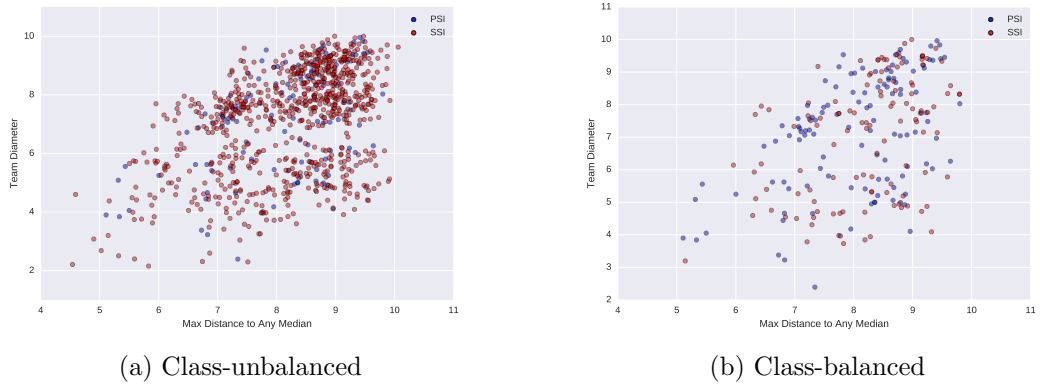 11
PSI
SSI
10
10
9
8
8
7
6
6
5
4
4
3
2
2
4 5 6 7 8 9 10 11
4 5 6 7 8 9 10 11
Team Diameter
Team Diameter
Max Distance to Any Median
Max Distance to Any Median
PSI
SSI
(a) Class-unbalanced
(b) Class-balanced